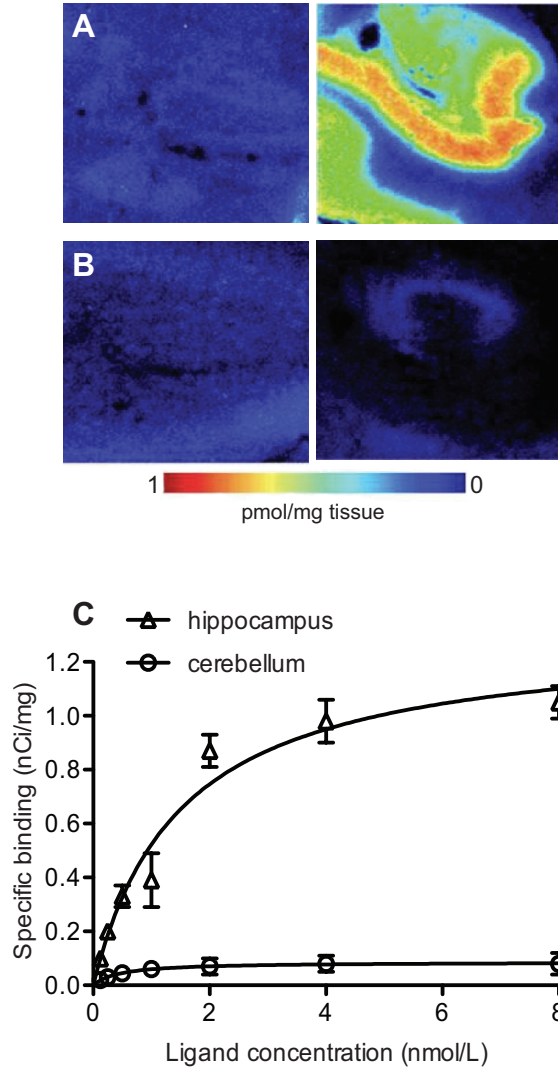 A
B
1 0
pmol/mg tissue
C
hippocampus
cerebellum
1.2
1.0
0.8
0.6
0.4
0.2
0.0
Specific binding (nCi/mg)
0 2 4 6 8
Ligand concentration (nmol/L)